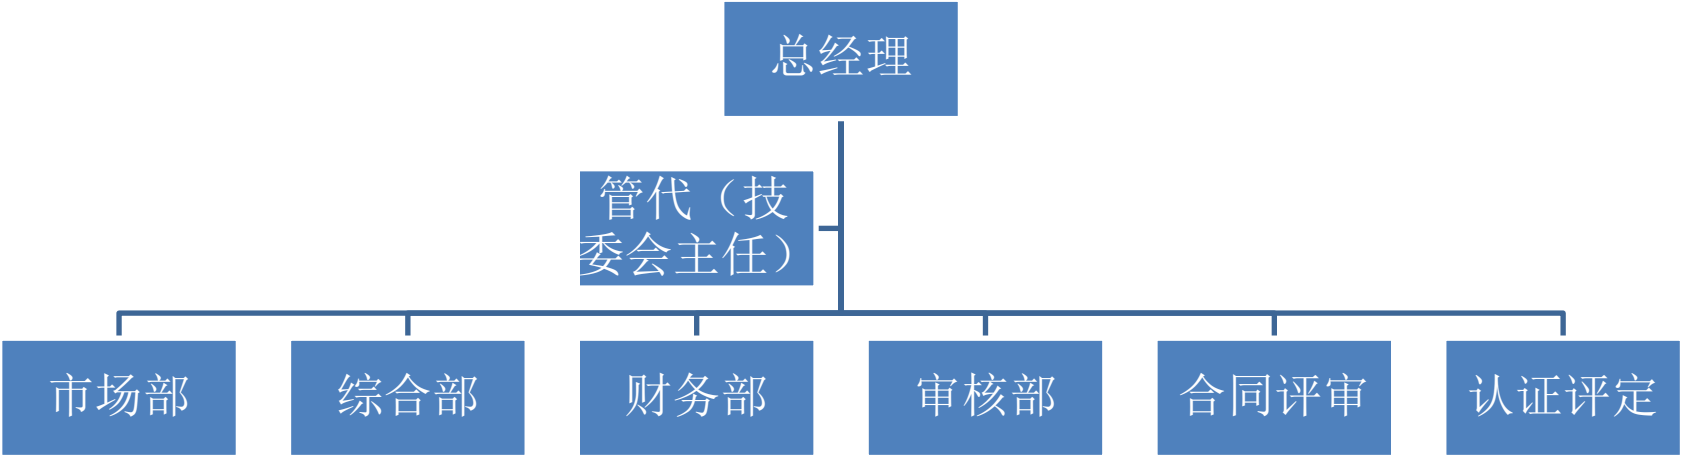 总经理
管代（技
委会主任）
市场部
综合部
财务部
审核部
合同评审
认证评定